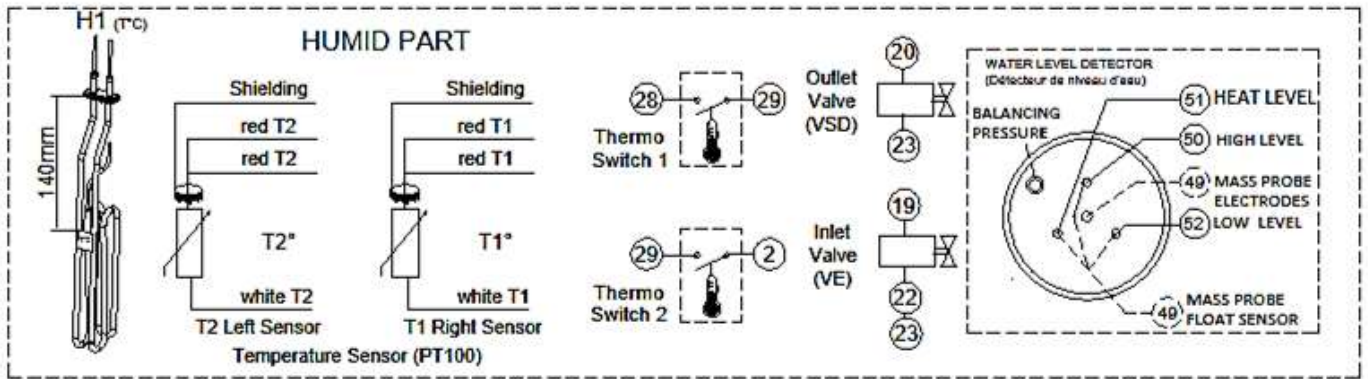 H1 (T°C)
140mm
HUMID PART
Shielding
red T2
red T2
T2°
white T2
T2 Left Sensor
Shielding
red T1
red T1
T1°
white T1
T1 Right Sensor
Temperature Sensor (PT100)
28
29
Thermo
Switch 1
29
2
Thermo
Switch 2
Outlet
Valve
(VSD)
20
23
Inlet
Valve
(VE)
19
22
23
WATER LEVEL DETECTOR
(Détecteur de niveau d'eau)
BALANCING
PRESSURE
51 HEAT LEVEL
50 HIGH LEVEL
49 MASS PROBE
ELECTRODES
52 LOW LEVEL
49 MASS PROBE
FLOAT SENSOR